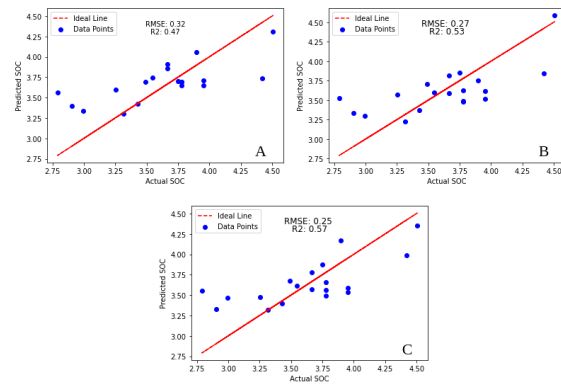 Ideal Line
Data Points
RMSE: 0.32
R2: 0.47
4.50
4.25
4.00
3.75
3.50
3.25
3.00
2.75
Predicted SOC
2.75 3.00 3.25 3.50 3.75 4.00 4.25 4.50
Actual SOC
A
Ideal Line
Data Points
RMSE: 0.27
R2: 0.53
4.50
4.25
4.00
3.75
3.50
3.25
3.00
2.75
Predicted SOC
2.75 3.00 3.25 3.50 3.75 4.00 4.25 4.50
Actual SOC
B
Ideal Line
Data Points
RMSE: 0.25
R2: 0.57
4.50
4.25
4.00
3.75
3.50
3.25
3.00
2.75
Predicted SOC
2.75 3.00 3.25 3.50 3.75 4.00 4.25 4.50
Actual SOC
C